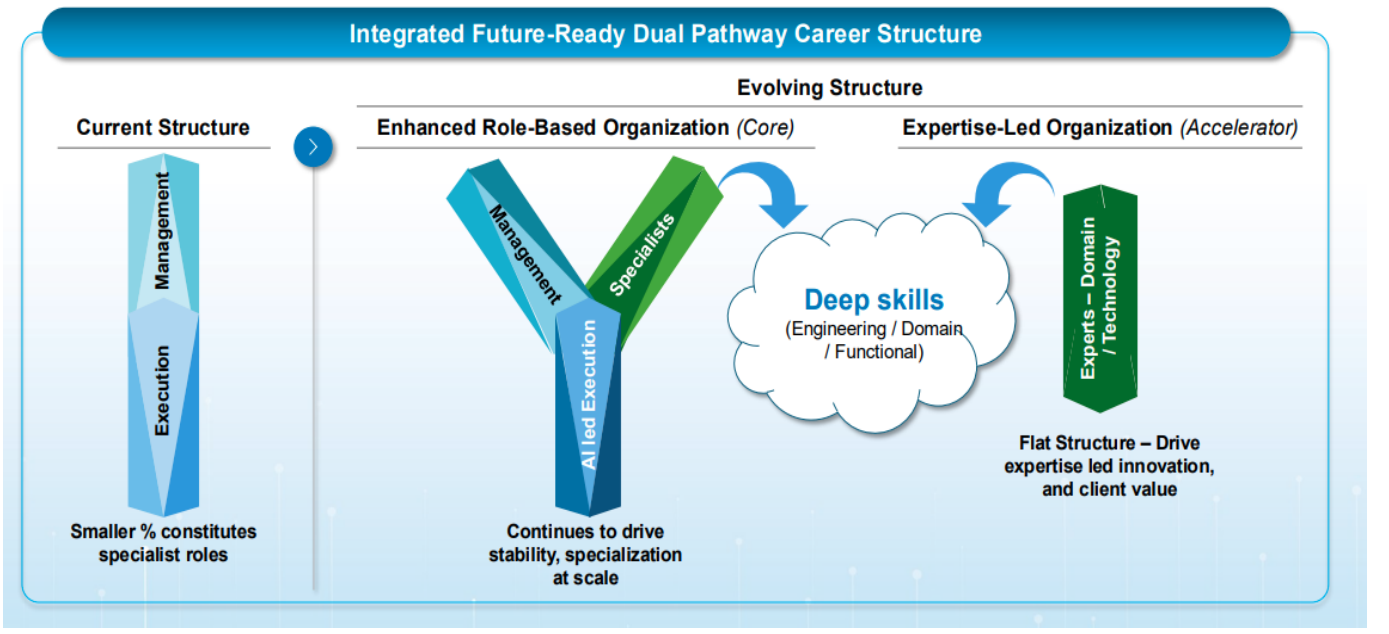 Integrated Future-Ready Dual Pathway Career Structure
Current Structure
Management
Execution
Smaller % constitutes
specialist roles
Evolving Structure
Enhanced Role-Based Organization (Core)
Management
Specialists
AI led Execution
Continues to drive
stability, specialization
at scale
Deep skills
(Engineering / Domain
/ Functional)
Expertise-Led Organization (Accelerator)
Experts – Domain
/ Technology
Flat Structure – Drive
expertise led innovation,
and client value